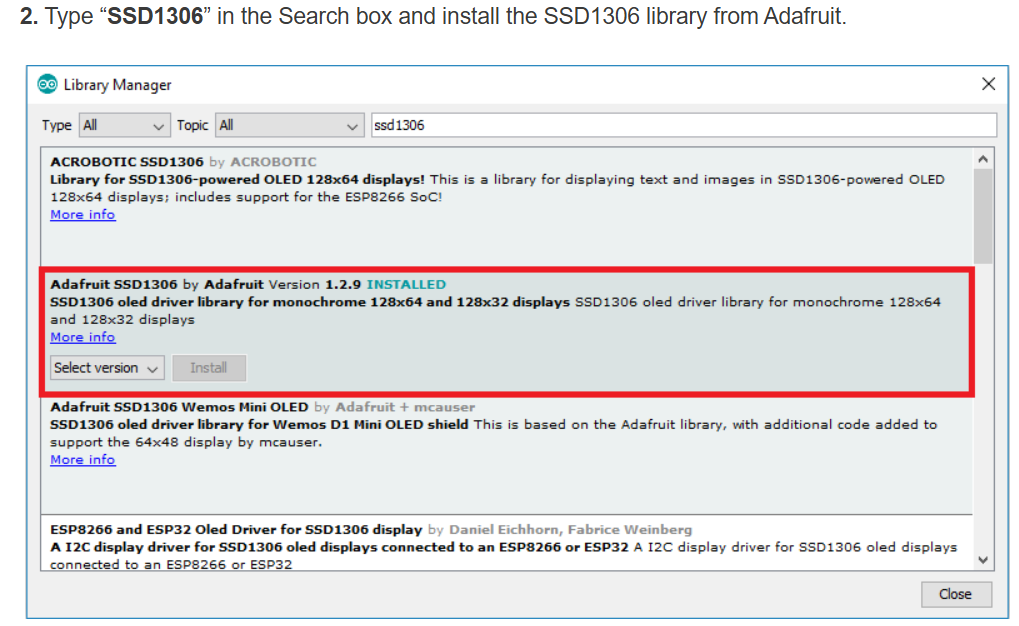 2. Type “SSD1306” in the Search box and install the SSD1306 library from Adafruit.
Library Manager
Type All Topic All ssd1306
ACROBOTIC SSD1306 by ACROBOTIC
Library for SSD1306-powered OLED 128x64 displays! This is a library for displaying text and images in SSD1306-powered OLED
128x64 displays; includes support for the ESP8266 SoC!
More info
Adafruit SSD1306 by Adafruit Version 1.2.9 INSTALLED
SSD1306 oled driver library for monochrome 128x64 and 128x32 displays SSD1306 oled driver library for monochrome 128x64
and 128x32 displays
More info
Select version Install
Adafruit SSD1306 Wemos Mini OLED by Adafruit + mcauser
SSD1306 oled driver library for Wemos D1 Mini OLED shield This is based on the Adafruit library, with additional code added to
support the 64x48 display by mcauser.
More info
ESP8266 and ESP32 Oled Driver for SSD1306 display by Daniel Eichhorn, Fabrice Weinberg
A I2C display driver for SSD1306 oled displays connected to an ESP8266 or ESP32 A I2C display driver for SSD1306 oled displays
connected to an ESP8266 or ESP32
Close